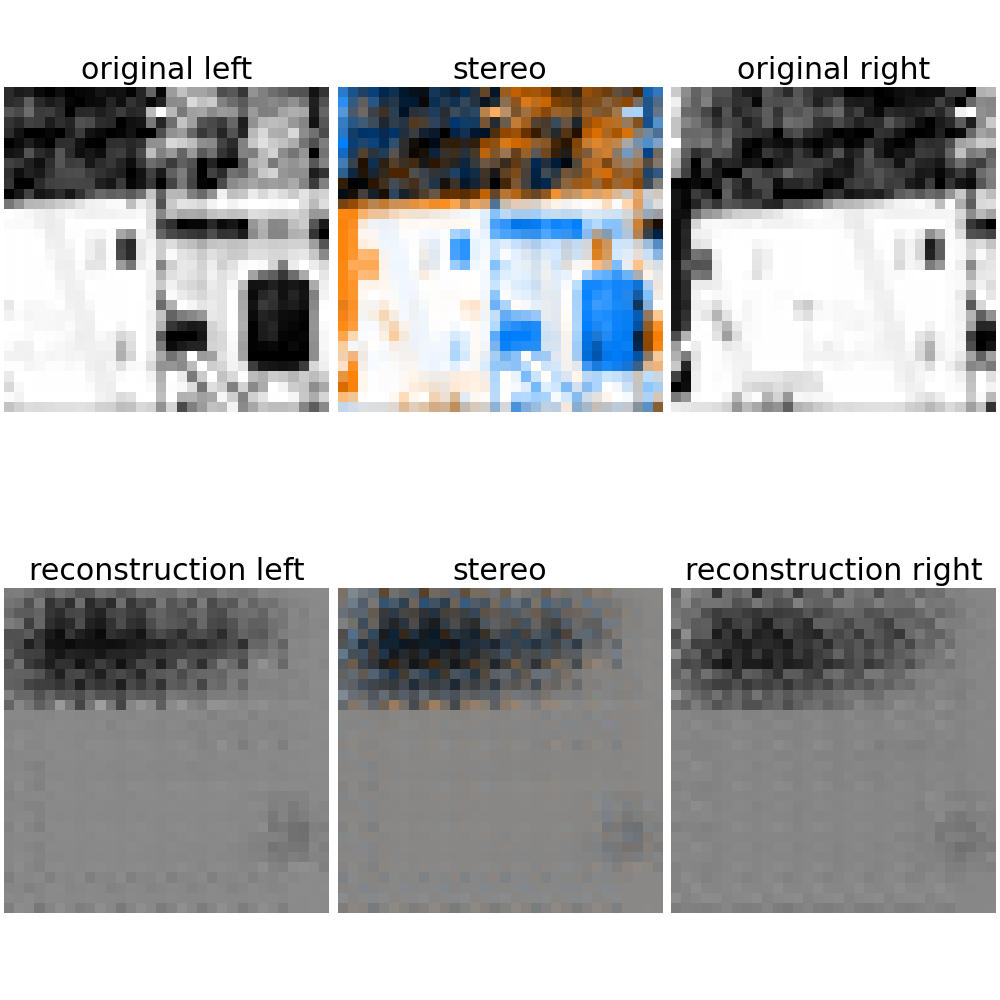 original left
stereo
original right
reconstruction left
stereo
reconstruction right